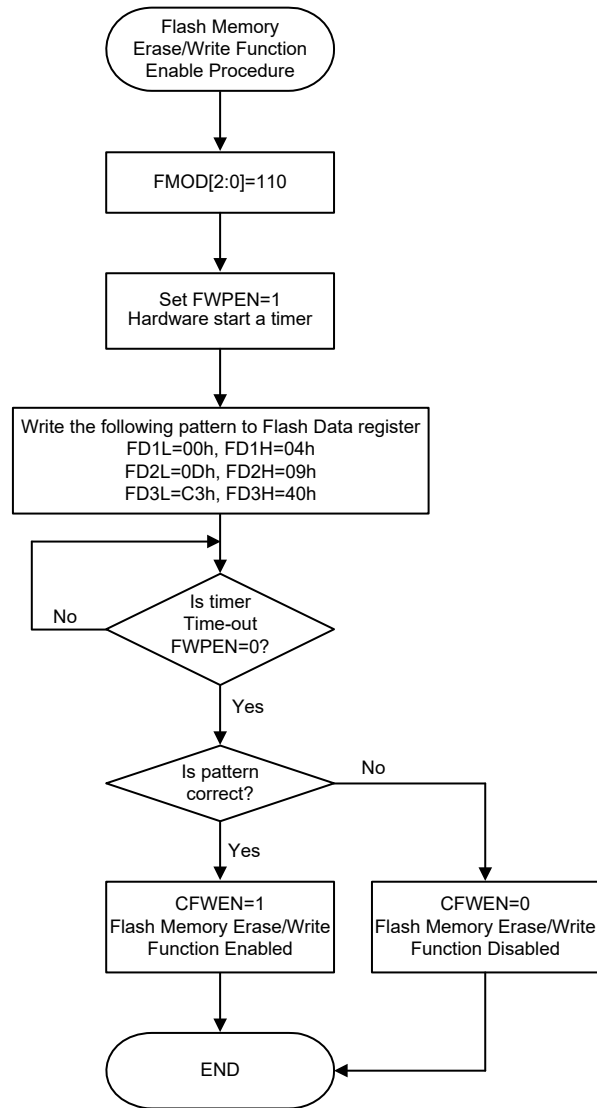 Flash Memory
Erase/Write Function
Enable Procedure
FMOD[2:0]=110
Set FWPEN=1
Hardware start a timer
Write the following pattern to Flash Data register
FD1L=00h, FD1H=04h
FD2L=0Dh, FD2H=09h
FD3L=C3h, FD3H=40h
No
Is timer
Time-out
FWPEN=0?
Yes
Is pattern
correct?
No
Yes
CFWEN=1
Flash Memory Erase/Write
Function Enabled
CFWEN=0
Flash Memory Erase/Write
Function Disabled
END